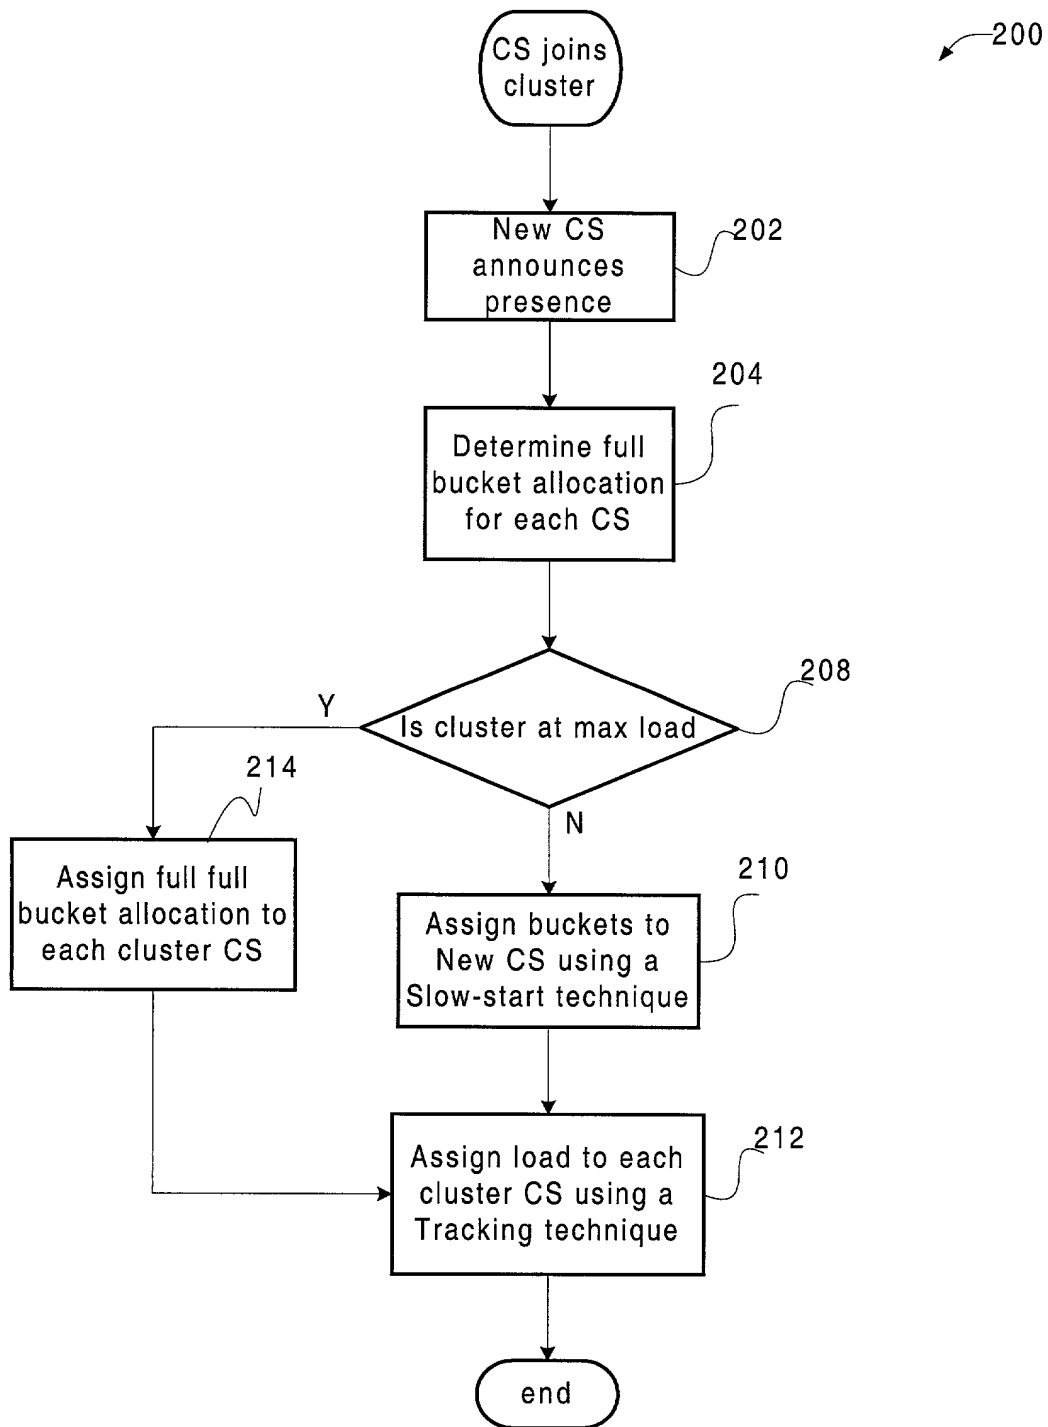 CS joins
cluster
200
New CS
announces
presence
202
204
Determine full
bucket allocation
for each CS
208
Y
Is cluster at max load
214
N
Assign full full
bucket allocation to
each cluster CS
210
Assign buckets to
New CS using a
Slow-start technique
212
Assign load to each
cluster CS using a
Tracking technique
end